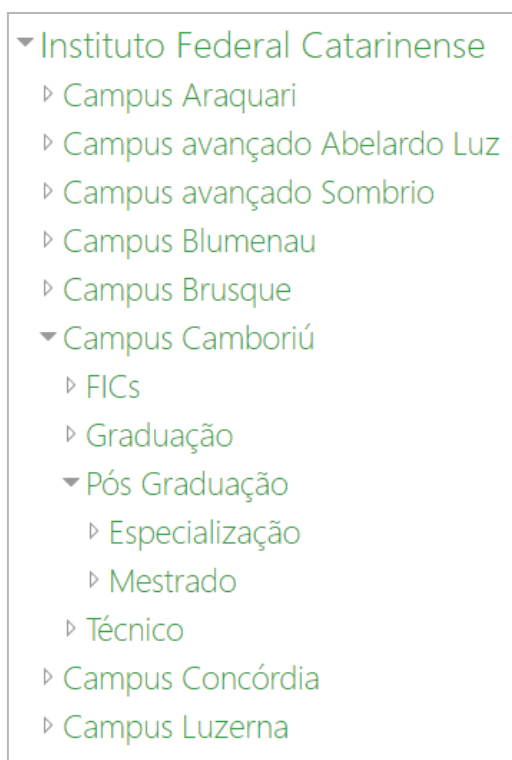 Instituto Federal Catarinense
Campus Araquari
Campus avançado Abelardo Luz
Campus avançado Sombrio
Campus Blumenau
Campus Brusque
Campus Camboriú
FICs
Graduação
Pós Graduação
Especialização
Mestrado
Técnico
Campus Concórdia
Campus Luzerna